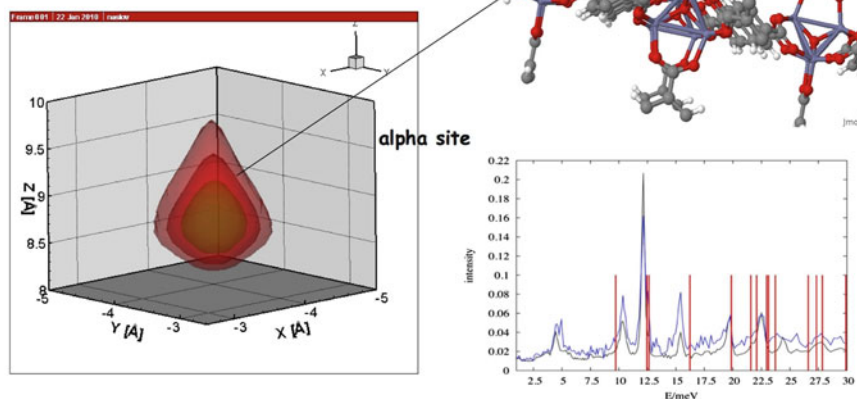 Frame 001 | 22 Jan 2010 |
Z
X
Y
10
9.5
9
8.5
8
Z [Å]
-5
-4
-3
Y [Å]
-3
-4
-5
X [Å]
alpha site
Jmol
0.22
0.2
0.18
0.16
0.14
0.12
0.1
0.08
0.06
0.04
0.02
0
intensity
2.5 5 7.5 10 12.5 15 17.5 20 22.5 25 27.5 30
E/meV